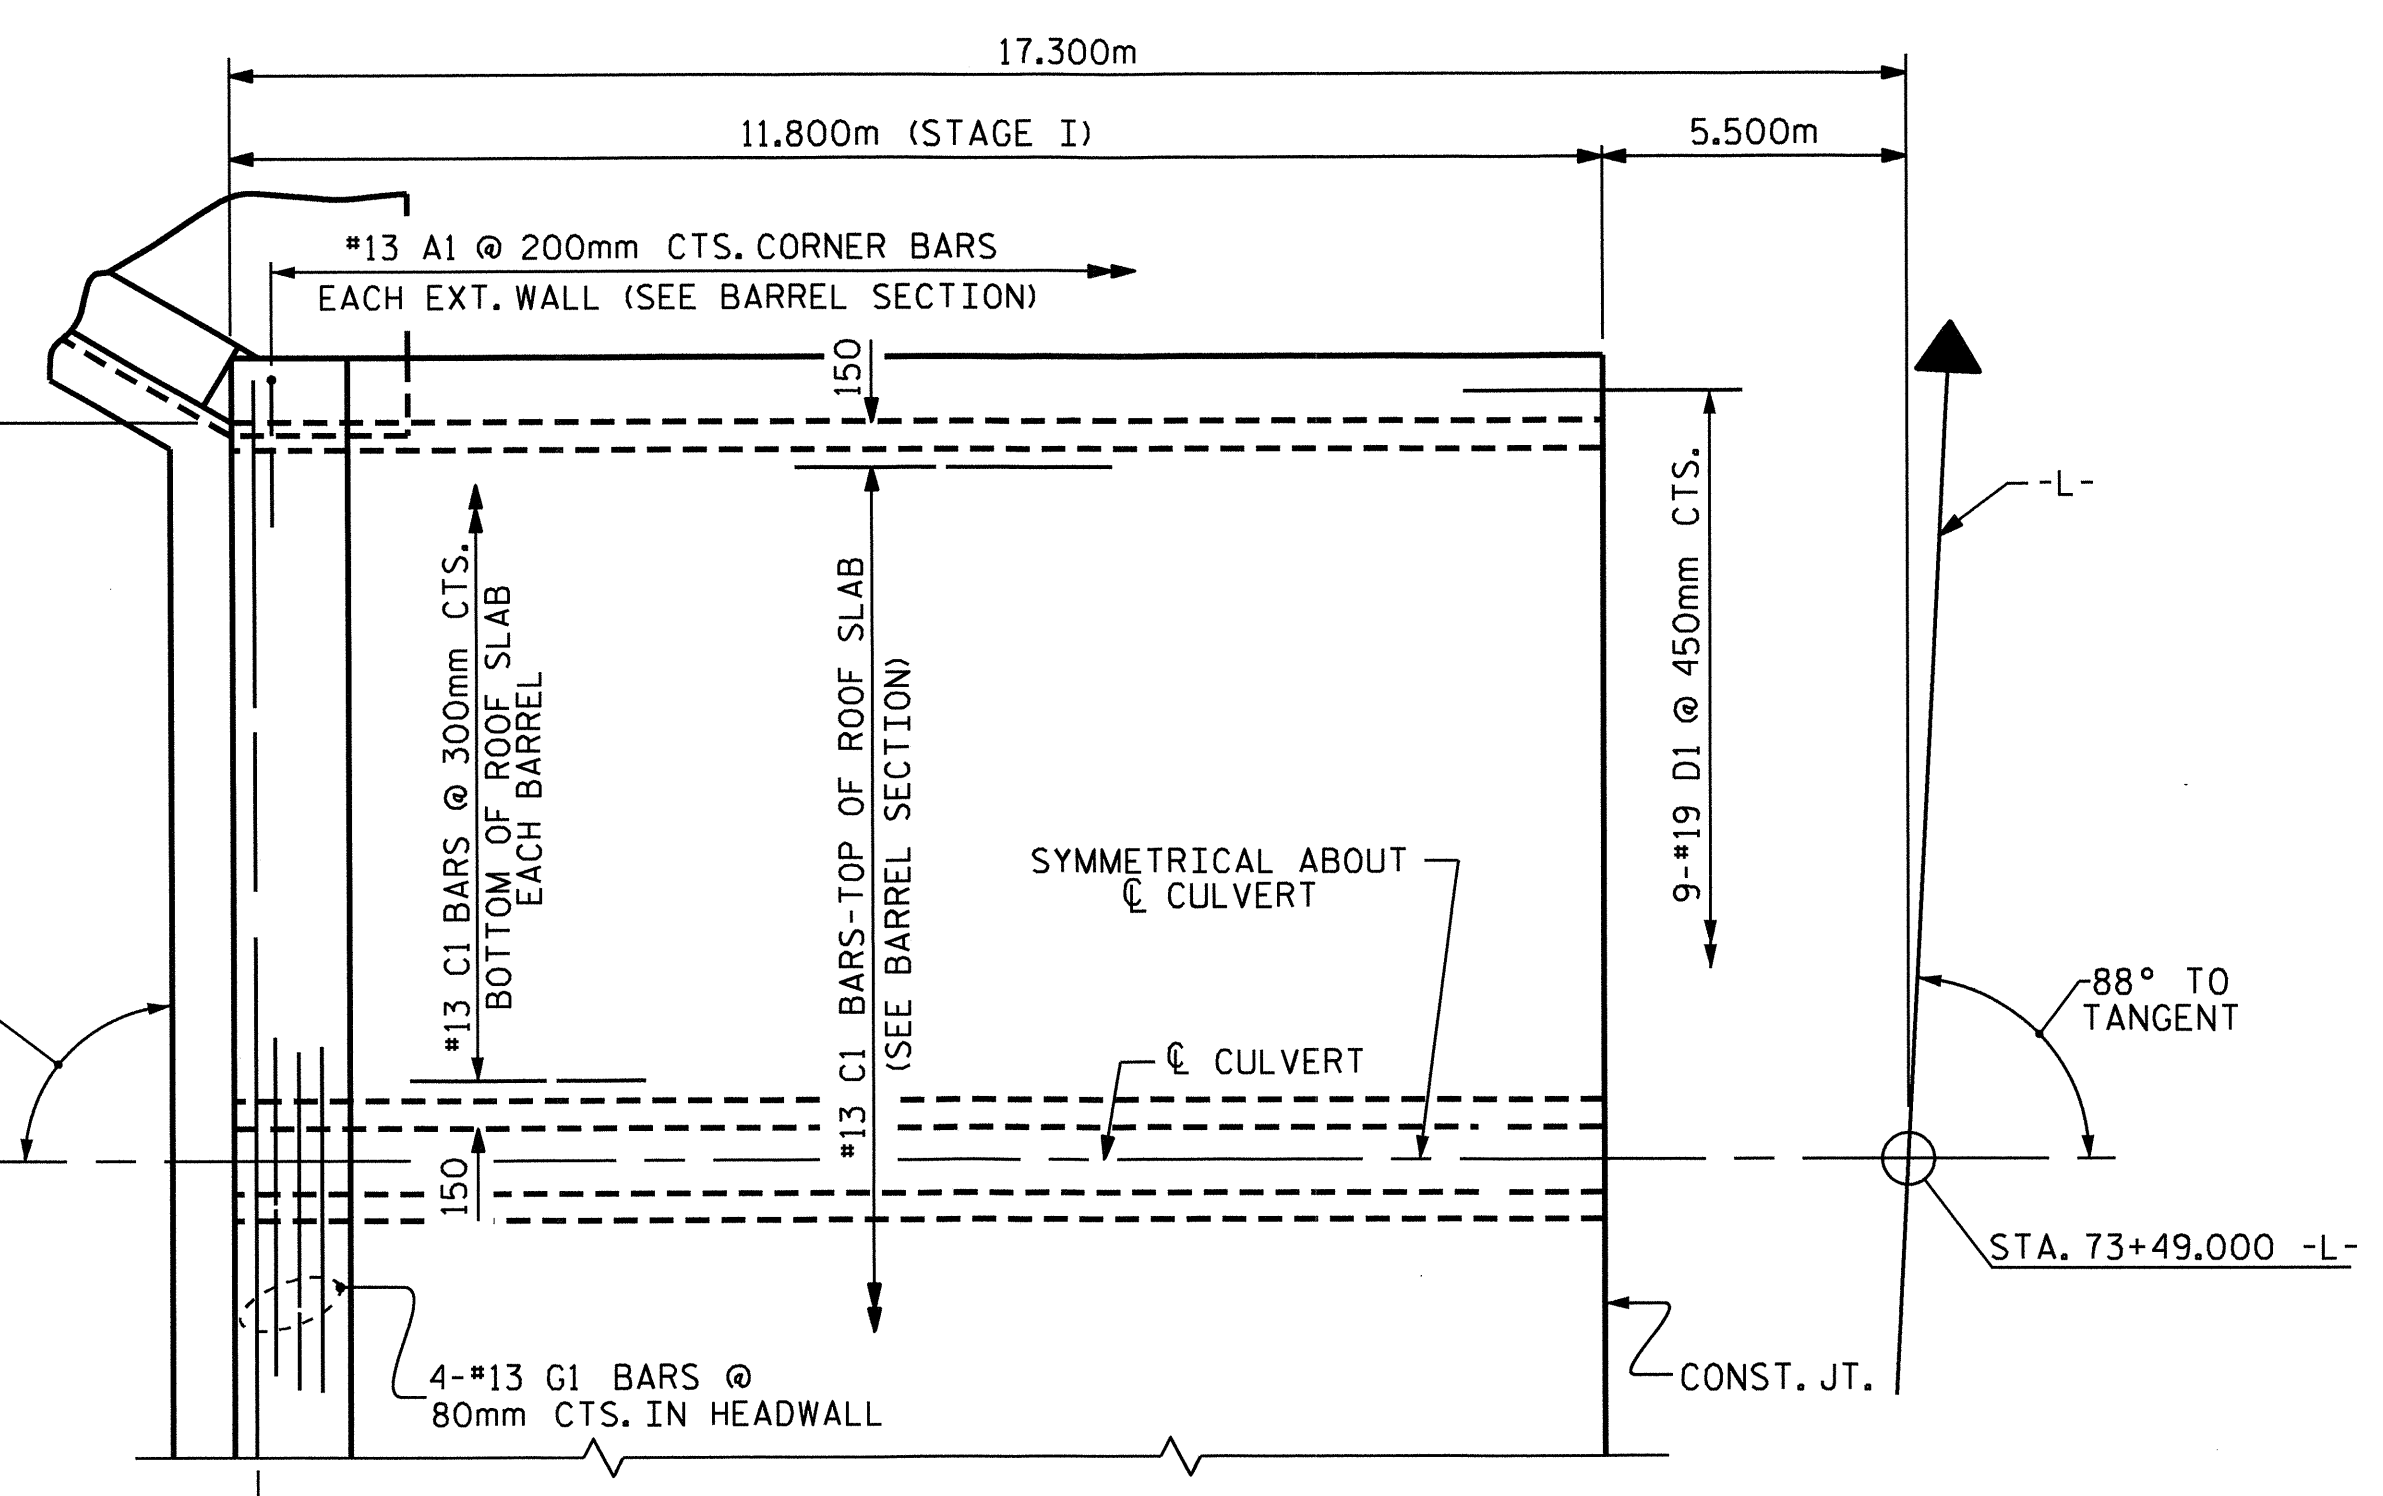 17.300m
11.800m (STAGE I)
5.500m
#13 A1 @ 200mm CTS. CORNER BARS
EACH EXT. WALL (SEE BARREL SECTION)
150
-L-
#13 C1 BARS @ 300mm CTS.
BOTTOM OF ROOF SLAB
EACH BARREL
#13 C1 BARS-TOP OF ROOF SLAB
(SEE BARREL SECTION)
9-#19 D1 @ 450mm CTS.
SYMMETRICAL ABOUT
℄ CULVERT
88° TO
TANGENT
℄ CULVERT
150
STA. 73+49.000 -L-
4-#13 G1 BARS @
80mm CTS. IN HEADWALL
CONST. JT.